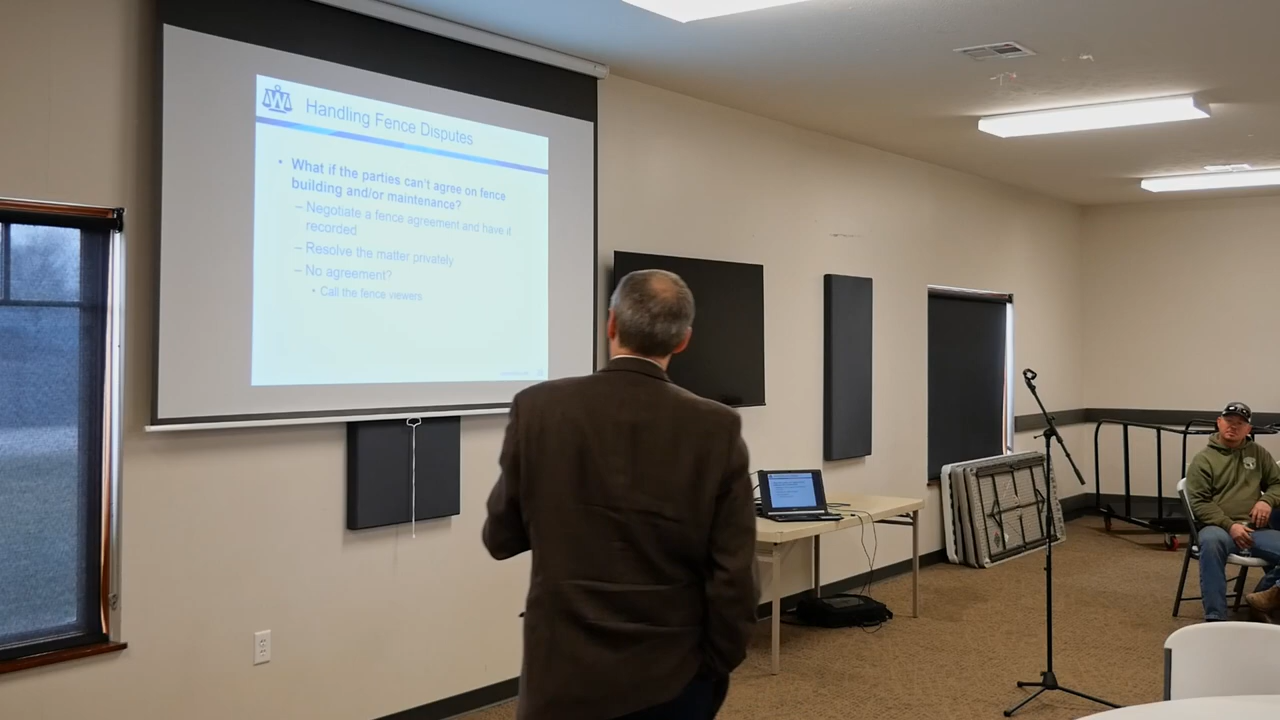 W
Handling Fence Disputes
• What if the parties can't agree on fence
building and/or maintenance?
– Negotiate a fence agreement and have it
recorded
– Resolve the matter privately
– No agreement?
• Call the fence viewers